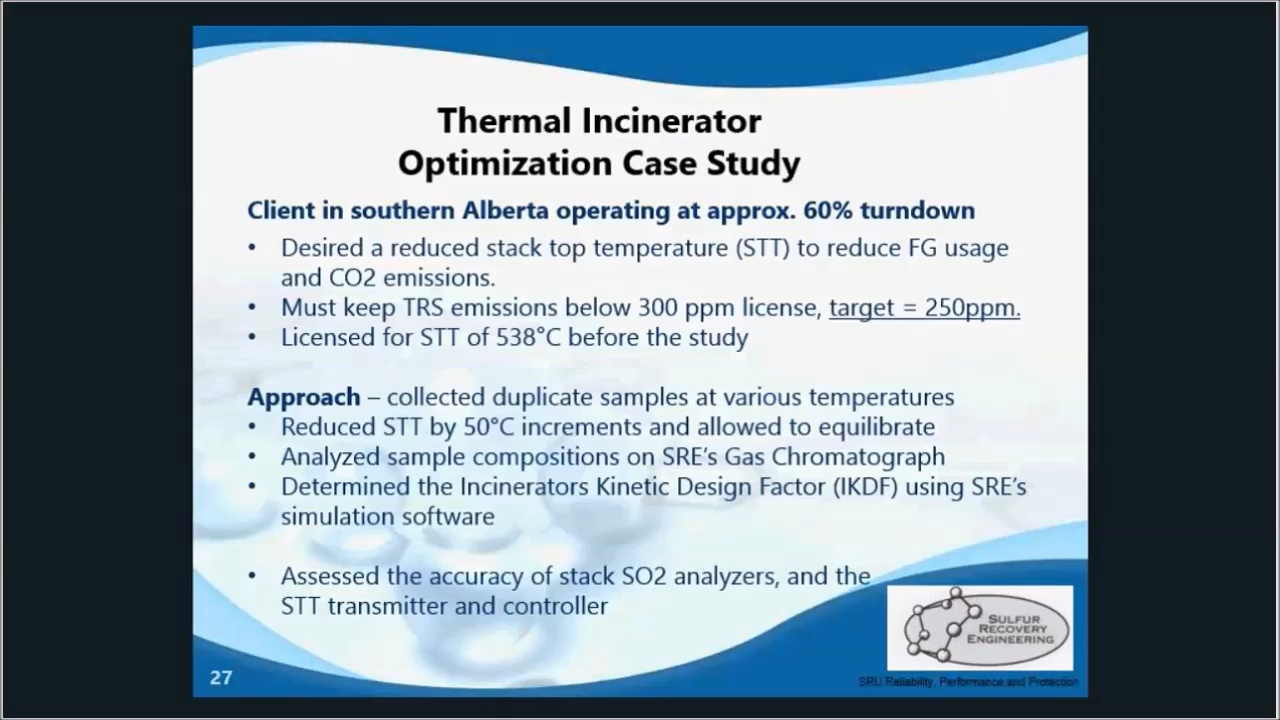 Thermal Incinerator
Optimization Case Study
Client in southern Alberta operating at approx. 60% turndown
• Desired a reduced stack top temperature (STT) to reduce FG usage
and CO2 emissions.
• Must keep TRS emissions below 300 ppm license, target = 250ppm.
• Licensed for STT of 538°C before the study
Approach – collected duplicate samples at various temperatures
• Reduced STT by 50°C increments and allowed to equilibrate
• Analyzed sample compositions on SRE's Gas Chromatograph
• Determined the Incinerators Kinetic Design Factor (IKDF) using SRE's
simulation software
• Assessed the accuracy of stack SO2 analyzers, and the
STT transmitter and controller
SULFUR
RECOVERY
ENGINEERING
27
SRU Reliability, Performance and Protection